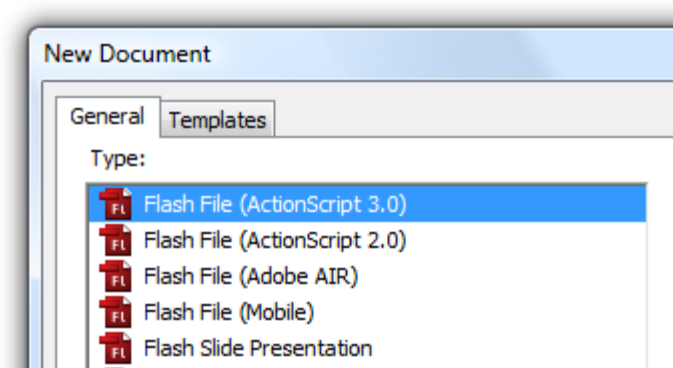 New Document
General
Templates
Type:
Flash File (ActionScript 3.0)
Flash File (ActionScript 2.0)
Flash File (Adobe AIR)
Flash File (Mobile)
Flash Slide Presentation